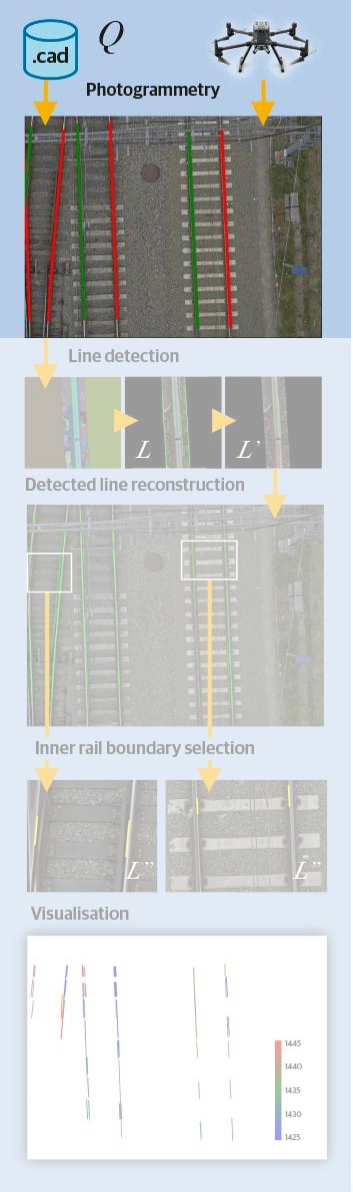 .cad
Q
Photogrammetry
Line detection
L
L'
Detected line reconstruction
Inner rail boundary selection
L"
L"
Visualisation
1445
1440
1435
1430
1425